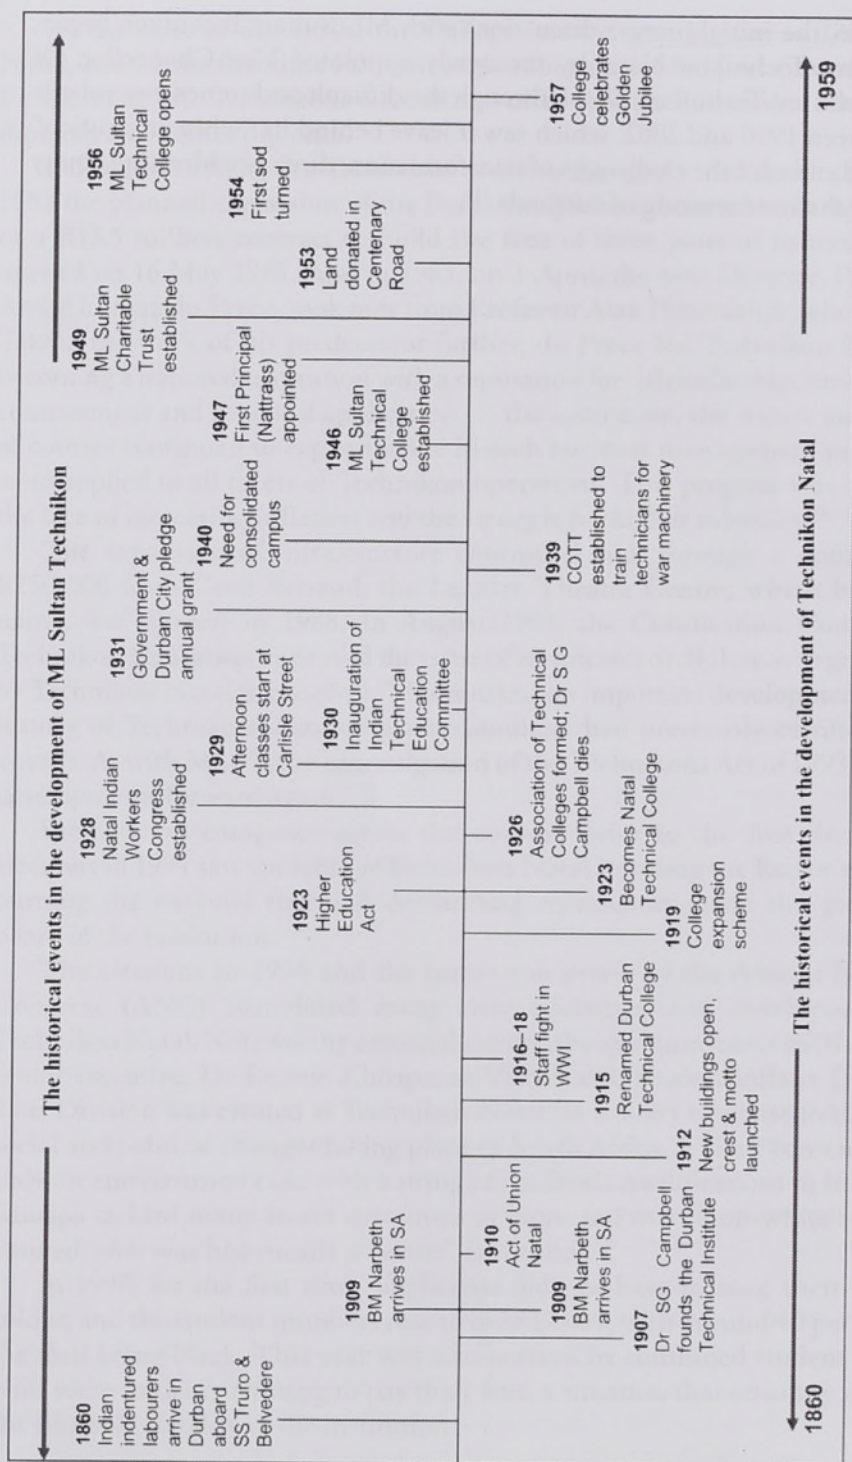 The historical events in the development of ML Sultan Technikon
1860
Indian
indentured
labourers
arrive in
Durban
aboard
SS Truro &
Belvedere
1909
BM Narbeth
arrives in SA
1923
Higher
Education
Act
1928
Natal Indian
Workers
Congress
established
1929
Afternoon
classes start at
Carlisle Street
1930
Inauguration of
Indian
Technical
Education
Committee
1931
Government &
Durban City pledge
annual grant
1940
Need for
consolidated
campus
1946
ML Sultan
Technical
College
established
1947
First Principal
(Nattrass)
appointed
1949
ML Sultan
Charitible
Trust
established
1953
Land
donated in
Centenary
Road
1954
First sod
turned
1956
ML Sultan
Technical
College opens
1907
Dr SG Campbell
founds the Durban
Technical Institute
1909
BM Narbeth
arrives in SA
1910
Act of Union
Natal
1912
New buildings open,
crest & motto
launched
1915
Renamed Durban
Technical College
1916–18
Staff fight in
WWI
1919
College
expansion
scheme
1923
Becomes Natal
Technical College
1926
Association of Technical
Colleges formed; Dr S G
Campbell dies
1939
COTT
established to
train
technicians for
war machinery
1957
College
celebrates
Golden
Jubilee
1860
The historical events in the development of Technikon Natal
1959